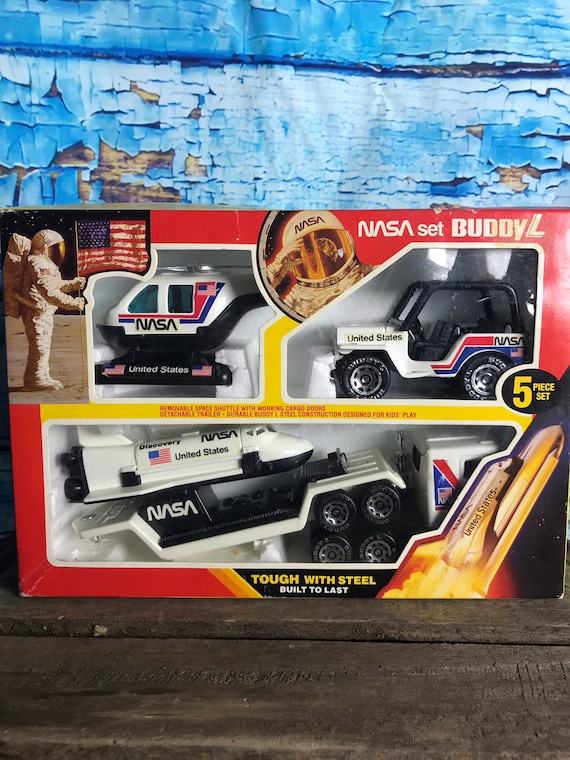 NASA set BUDDY L
NASA
NASA
United States
United States
NASA
5 PIECE
SET
REMOVABLE SPACE SHUTTLE WITH WORKING CARGO DOORS
DETACHABLE TRAILER - DURABLE BUDDY L STEEL CONSTRUCTION DESIGNED FOR KIDS' PLAY
Discovery NASA
United States
NASA
NASA
United States
TOUGH WITH STEEL
BUILT TO LAST